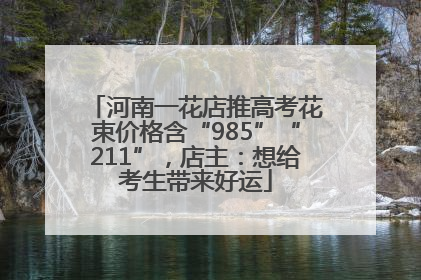 「河南一花店推高考花
束价格含“985”“
211”，店主：想给
考生带来好运」